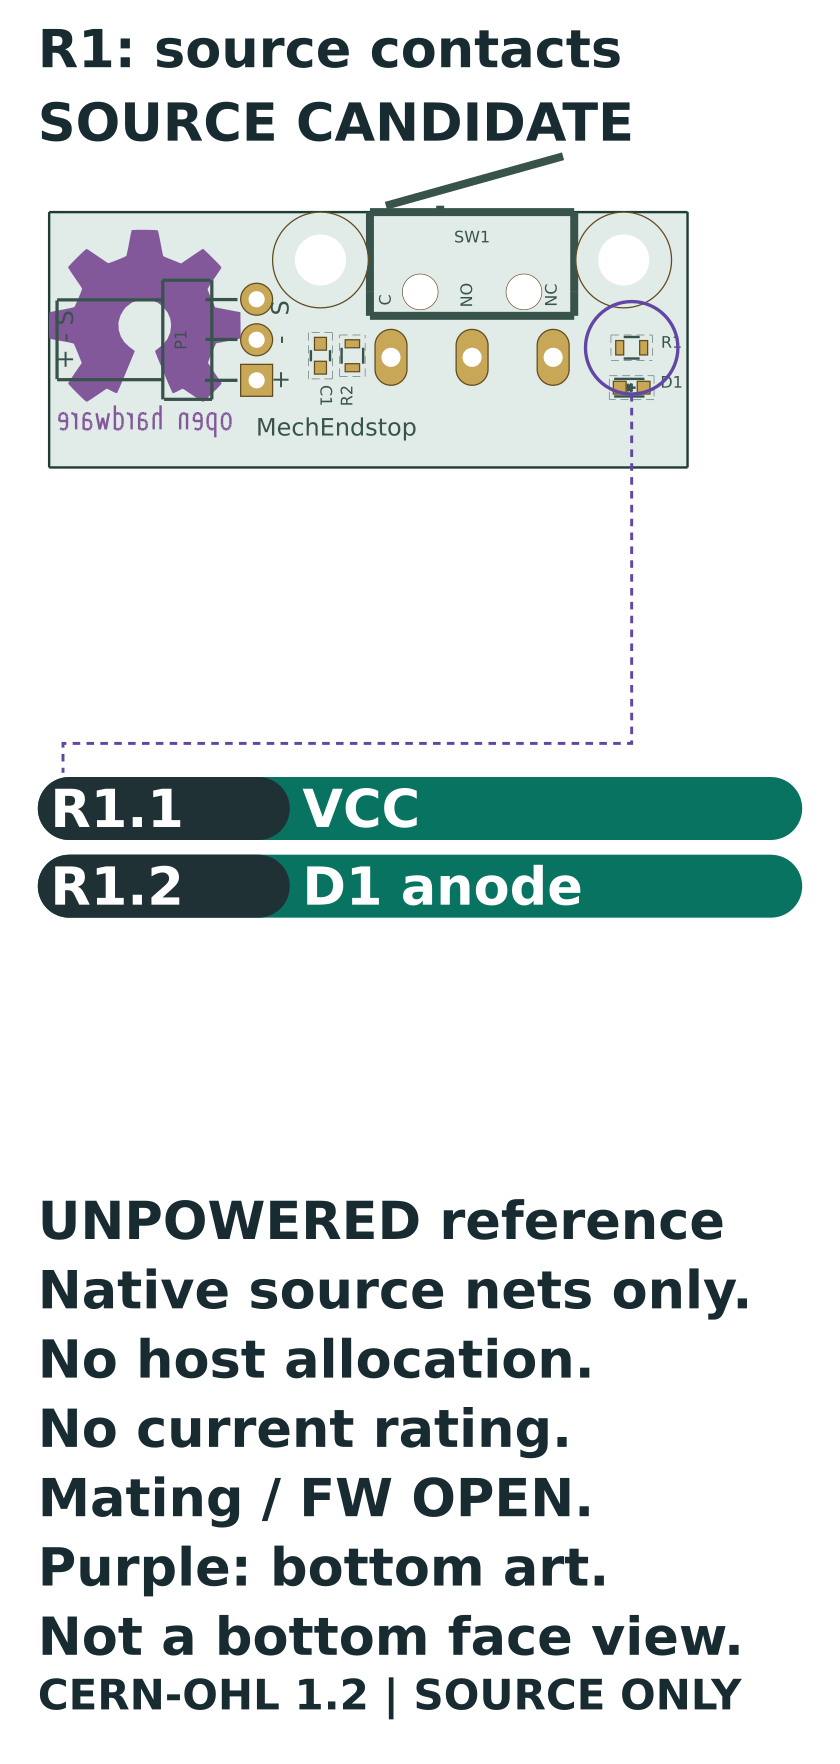 R1: source contacts
SOURCE CANDIDATE
SW1
C
NO
NC
S
-
+
P1
S
-
+
C1
R2
R1
D1
open hardware
MechEndstop
R1.1 VCC
R1.2 D1 anode
UNPOWERED reference
Native source nets only.
No host allocation.
No current rating.
Mating / FW OPEN.
Purple: bottom art.
Not a bottom face view.
CERN-OHL 1.2 | SOURCE ONLY